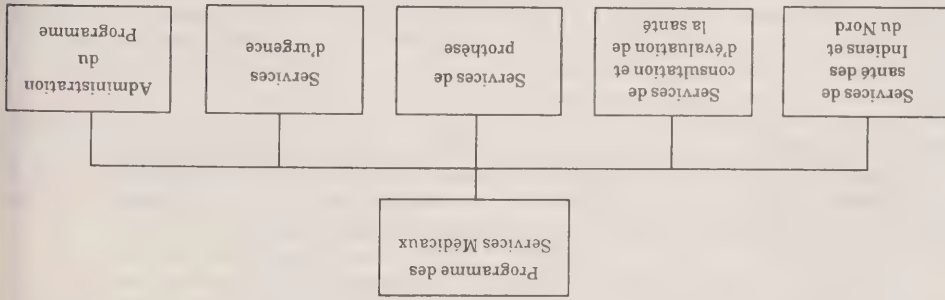 Programme des
Services Médicaux
Services de
santé des
Indiens et
du Nord
Services de
consultation et
d'évaluation de
la santé
Services de
prothèse
Services
d'urgence
Administration
du
Programme